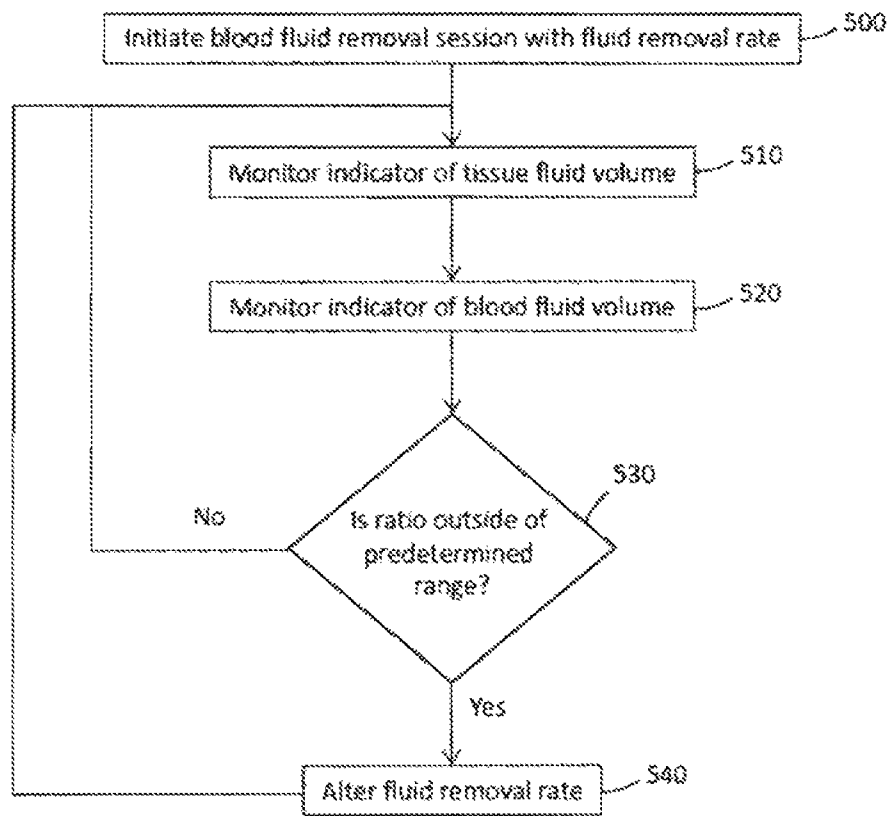 Initiate blood fluid removal session with fluid removal rate
500
Monitor indicator of tissue fluid volume
510
Monitor indicator of blood fluid volume
520
530
No
Is ratio outside of
predetermined
range?
Yes
Alter fluid removal rate
540